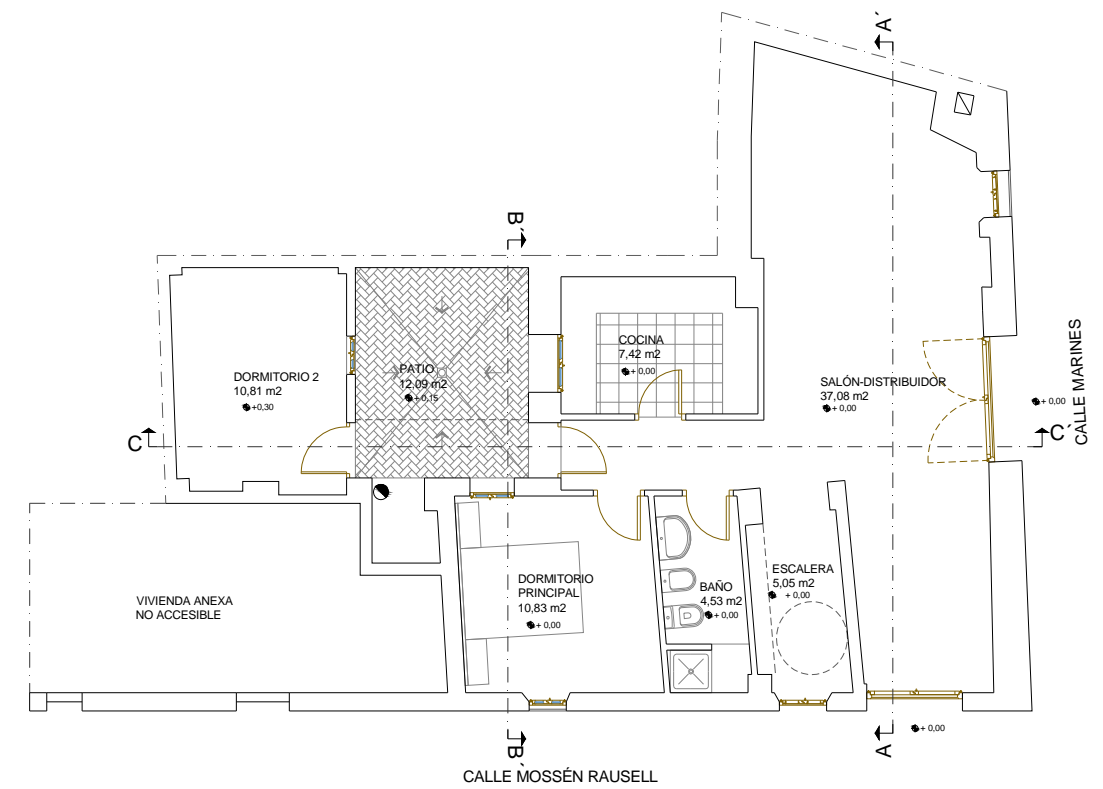 A´
B´
COCINA
7,42 m2
+ 0,00
DORMITORIO 2
10,81 m2
+0,30
PATIO
12,09 m2
+ 0,15
SALÓN-DISTRIBUIDOR
37,08 m2
+ 0,00
+ 0,00
CALLE MARINES
C
C´
VIVIENDA ANEXA
NO ACCESIBLE
DORMITORIO
PRINCIPAL
10,83 m2
+ 0,00
BAÑO
4,53 m2
+ 0,00
ESCALERA
5,05 m2
+ 0,00
+ 0,00
B´
A
CALLE MOSSÉN RAUSELL